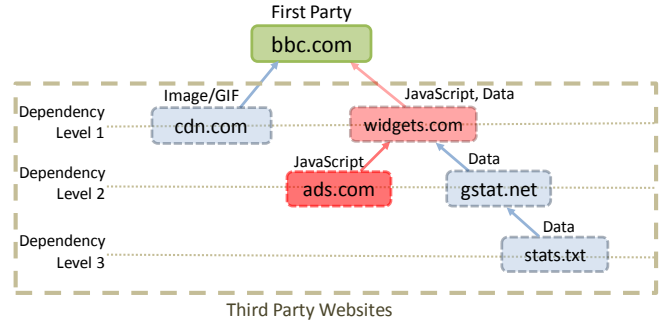 First Party
bbc.com
Image/GIF
JavaScript, Data
Dependency
Level 1
cdn.com
widgets.com
JavaScript
Data
Dependency
Level 2
ads.com
gstat.net
Data
Dependency
Level 3
stats.txt
Third Party Websites